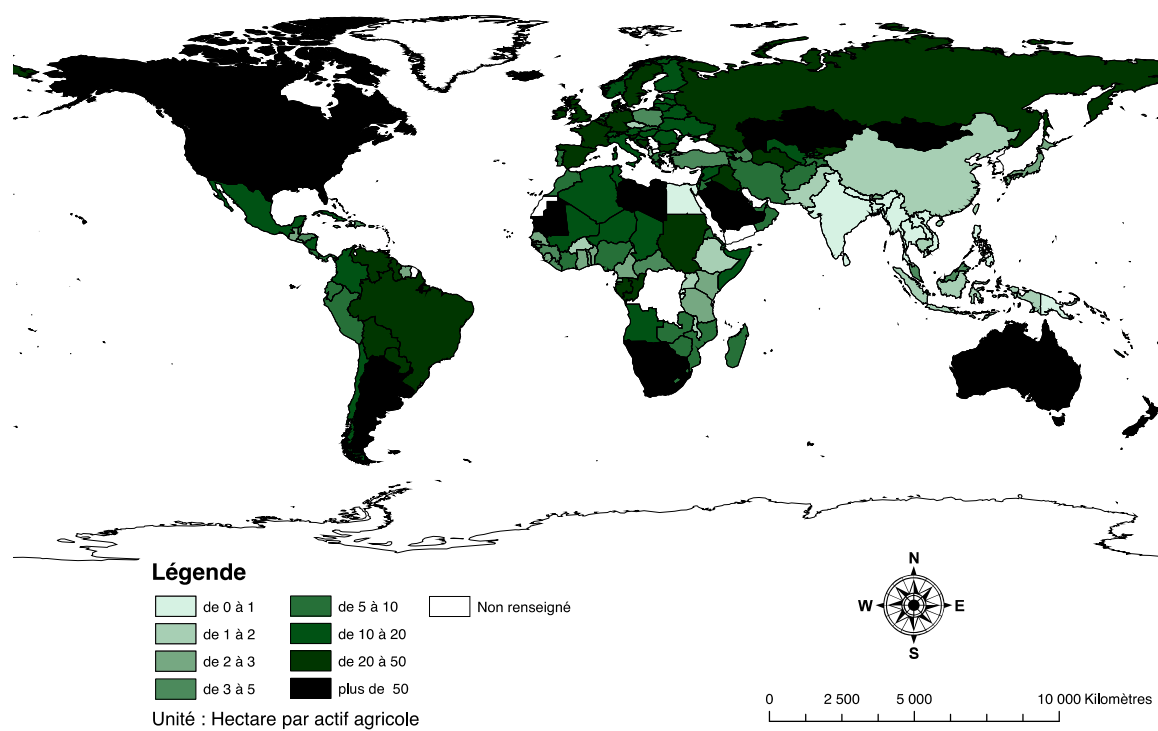 Légende
de 0 à 1
de 1 à 2
de 2 à 3
de 3 à 5
de 5 à 10
de 10 à 20
de 20 à 50
plus de 50
Non renseigné
Unité : Hectare par actif agricole
N
W E
S
0 2 500 5 000 10 000 Kilomètres